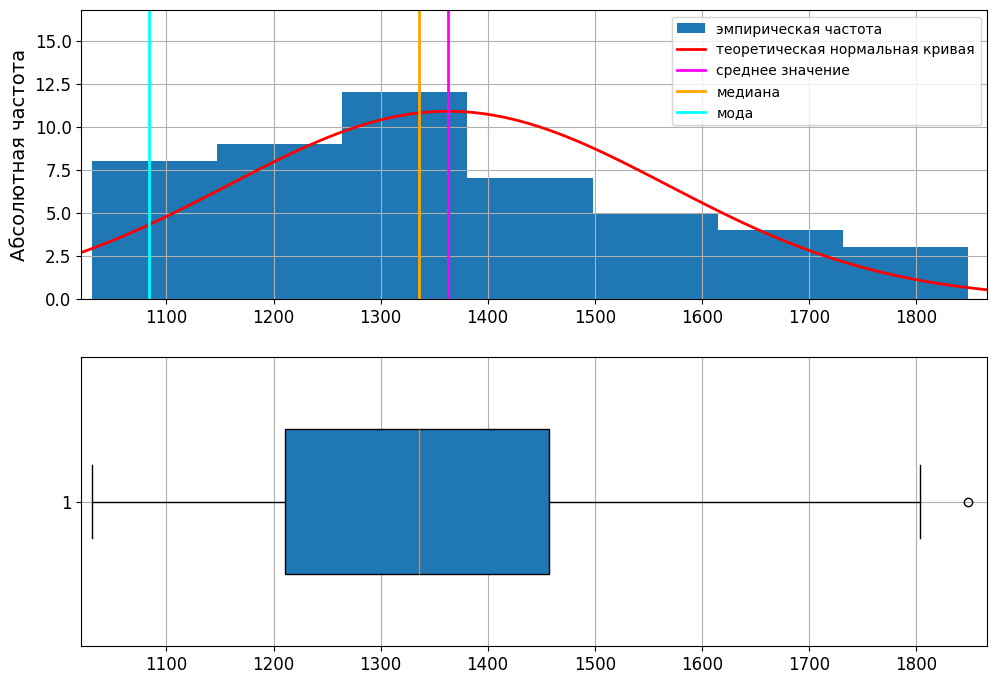 эмпирическая частота
теоретическая нормальная кривая
среднее значение
медиана
мода
Абсолютная частота
15.0
12.5
10.0
7.5
5.0
2.5
0.0
1100 1200 1300 1400 1500 1600 1700 1800
1
1100 1200 1300 1400 1500 1600 1700 1800